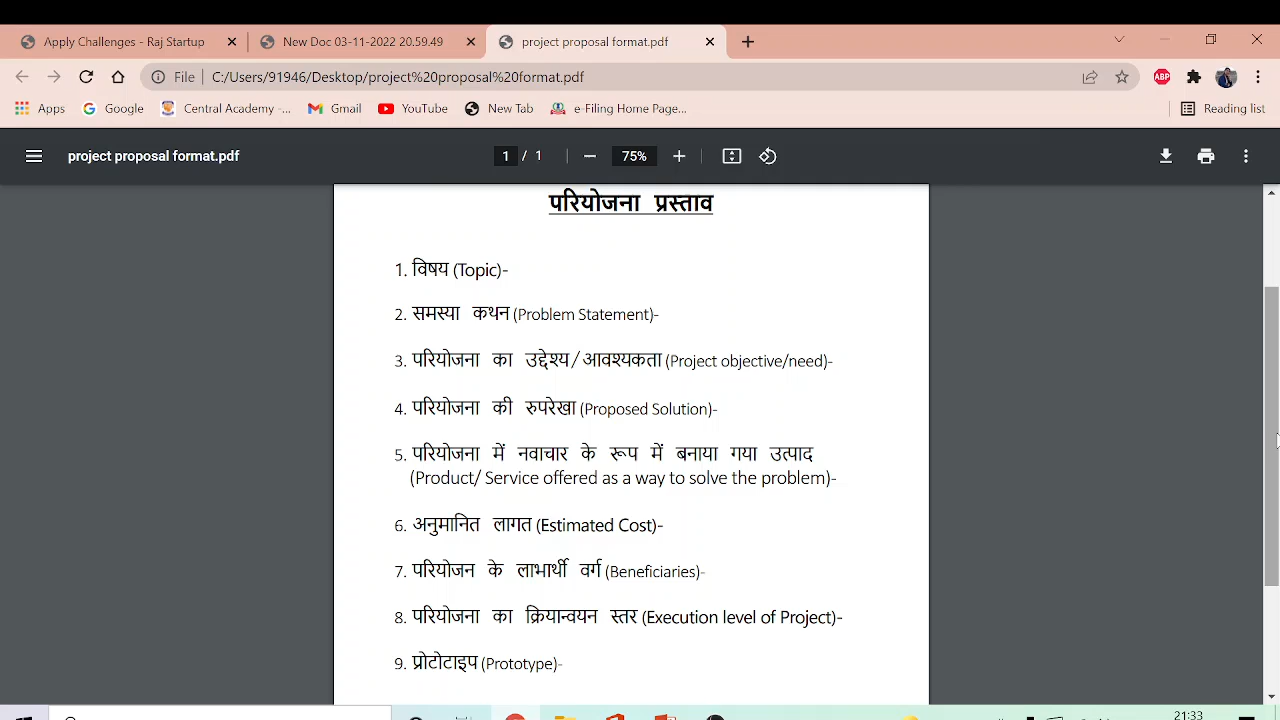 Apply Challenges - Raj Startup
New Doc 03-11-2022 20.59.49
project proposal format.pdf
File
C:/Users/91946/Desktop/project%20proposal%20format.pdf
ABP
Apps
Google
Central Academy -...
Gmail
YouTube
New Tab
e-Filing Home Page...
Reading list
project proposal format.pdf
1 / 1
75%
परियोजना प्रस्ताव
1. विषय (Topic)-
2. समस्या कथन (Problem Statement)-
3. परियोजना का उद्देश्य/आवश्यकता (Project objective/need)-
4. परियोजना की रुपरेखा (Proposed Solution)-
5. परियोजना में नवाचार के रूप में बनाया गया उत्पाद
(Product/ Service offered as a way to solve the problem)-
6. अनुमानित लागत (Estimated Cost)-
7. परियोजन के लाभार्थी वर्ग (Beneficiaries)-
8. परियोजना का क्रियान्वयन स्तर (Execution level of Project)-
9. प्रोटोटाइप (Prototype)-
21:33